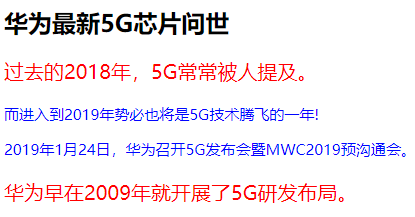 华为最新5G芯片问世
过去的2018年，5G常常被人提及。
而进入到2019年势必也将是5G技术腾飞的一年!
2019年1月24日，华为召开5G发布会暨MWC2019预沟通会。
华为早在2009年就开展了5G研发布局。